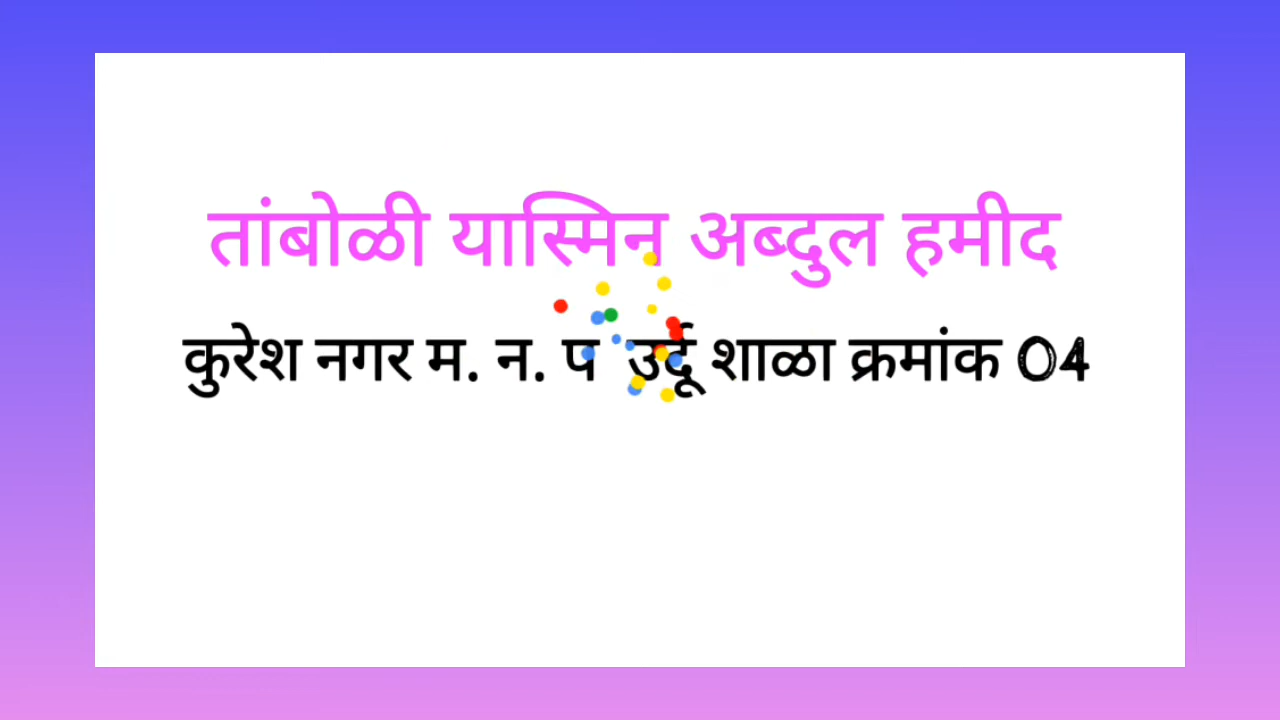 तांबोळी यास्मिन अब्दुल हमीद
कुरेश नगर म. न. प उर्दू शाळा क्रमांक 04